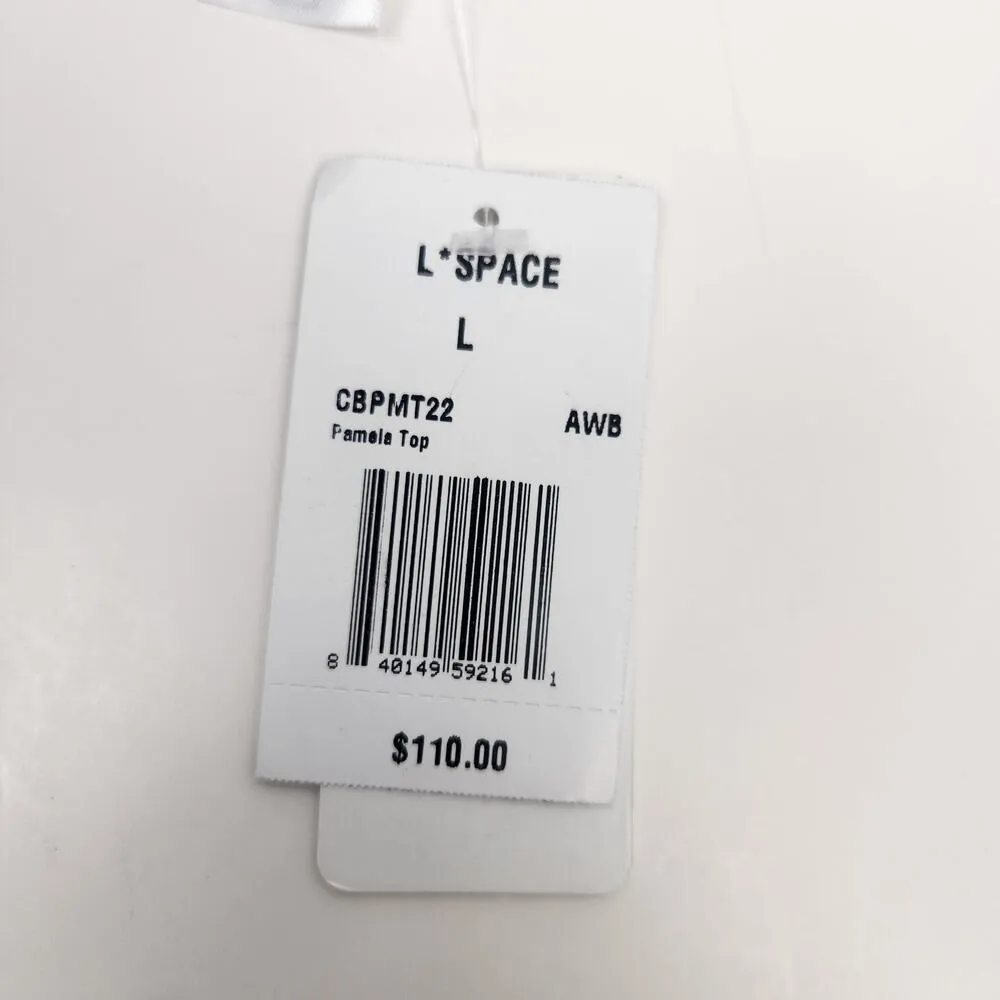 L*SPACE
L
CBPMT22 AWB
Pamela Top
8 40149 59216 1
$110.00